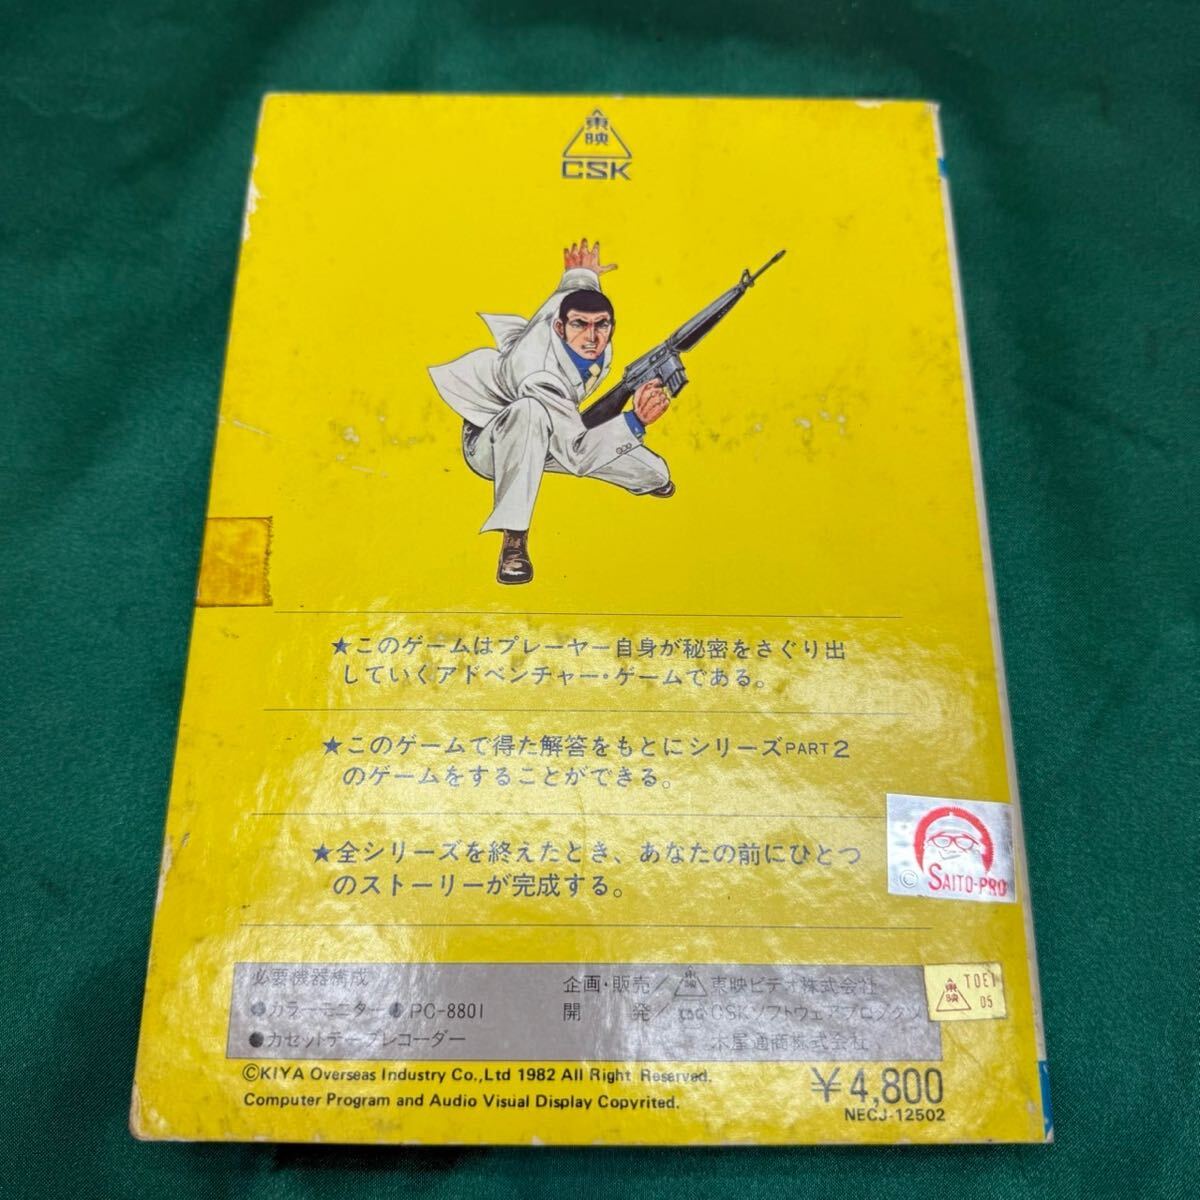 東映
CSK
★このゲームはプレーヤー自身が秘密をさぐり出
していくアドベンチャー・ゲームである。
★このゲームで得た解答をもとにシリーズPART2
のゲームをすることができる。
★全シリーズを終えたとき、あなたの前にひとつ
のストーリーが完成する。
© SAITO-PRO
必要機器構成
●カラーモニター●PC-8801
●カセットテープレコーダー
企画・販売／東映 東映ビデオ株式会社
開　発／CSKソフトウェアプロダクツ
木屋通商株式会社
TOEI
東映
05
©KIYA Overseas Industry Co.,Ltd 1982 All Right Reserved.
Computer Program and Audio Visual Display Copyrited.
￥4,800
NECJ-12502